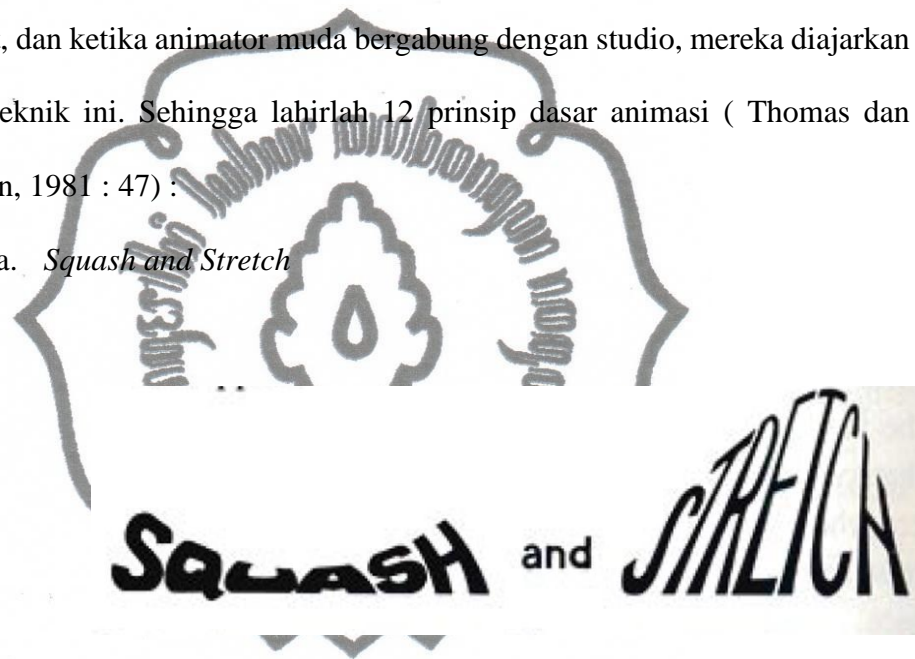 , dan ketika animator muda bergabung dengan studio, mereka diajarkan
eknik ini. Sehingga lahirlah 12 prinsip dasar animasi ( Thomas dan
n, 1981 : 47) :
a. Squash and Stretch
SQUASH and STRETCH